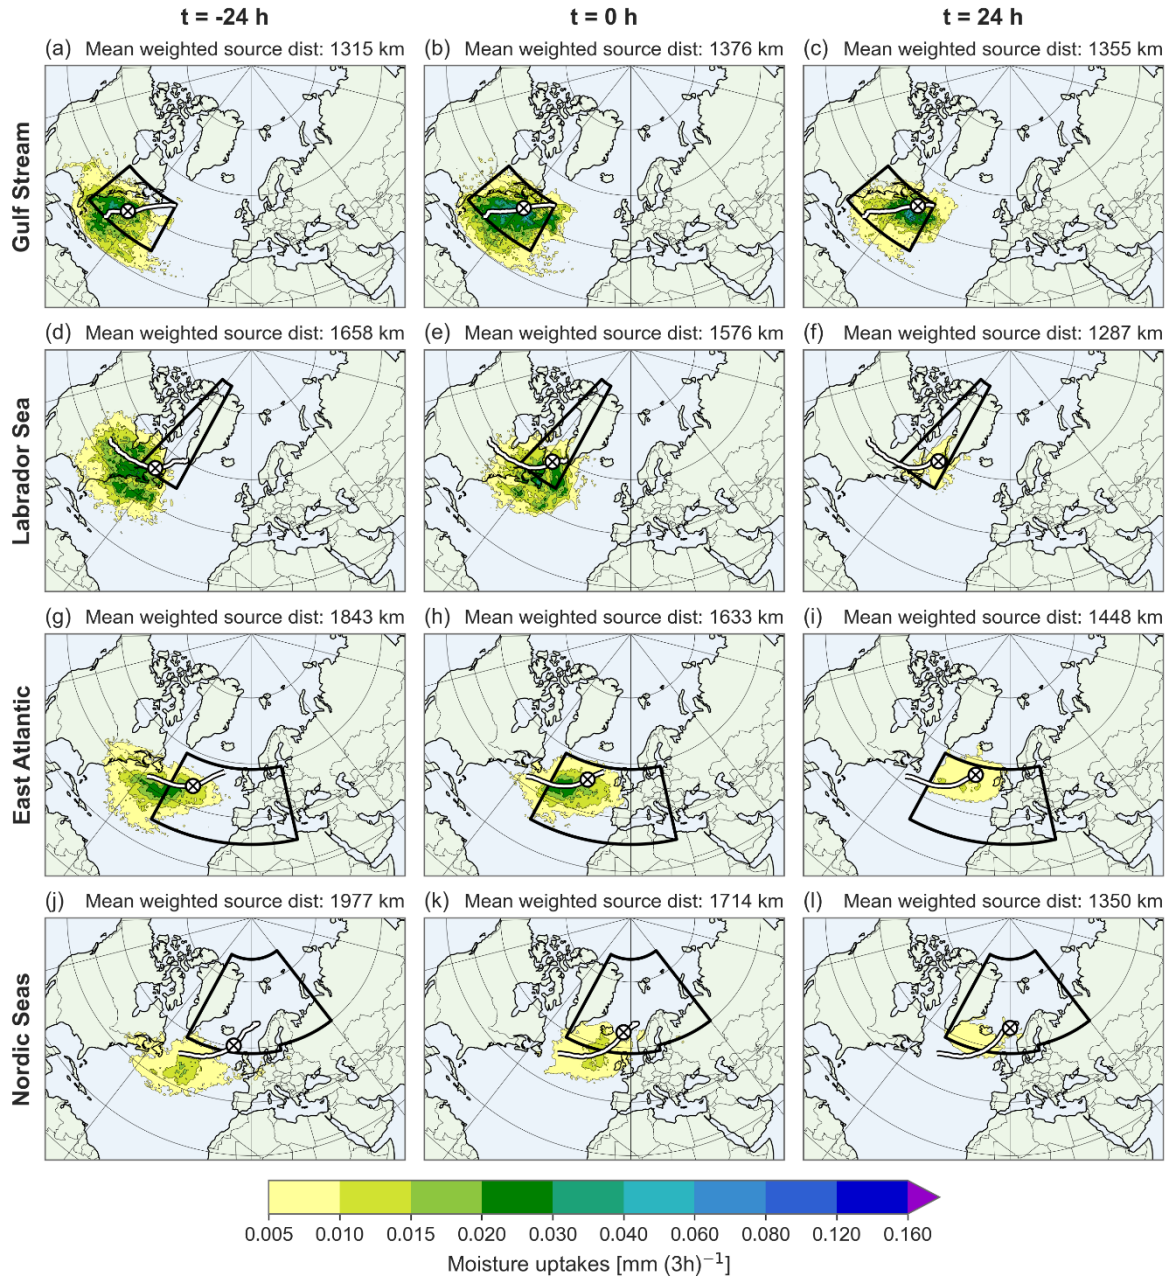 t = -24 h
t = 0 h
t = 24 h
Gulf Stream
(a) Mean weighted source dist: 1315 km
(b) Mean weighted source dist: 1376 km
(c) Mean weighted source dist: 1355 km
Labrador Sea
(d) Mean weighted source dist: 1658 km
(e) Mean weighted source dist: 1576 km
(f) Mean weighted source dist: 1287 km
East Atlantic
(g) Mean weighted source dist: 1843 km
(h) Mean weighted source dist: 1633 km
(i) Mean weighted source dist: 1448 km
Nordic Seas
(j) Mean weighted source dist: 1977 km
(k) Mean weighted source dist: 1714 km
(l) Mean weighted source dist: 1350 km
0.005 0.010 0.015 0.020 0.030 0.040 0.060 0.080 0.120 0.160
Moisture uptakes [mm (3h)⁻¹]